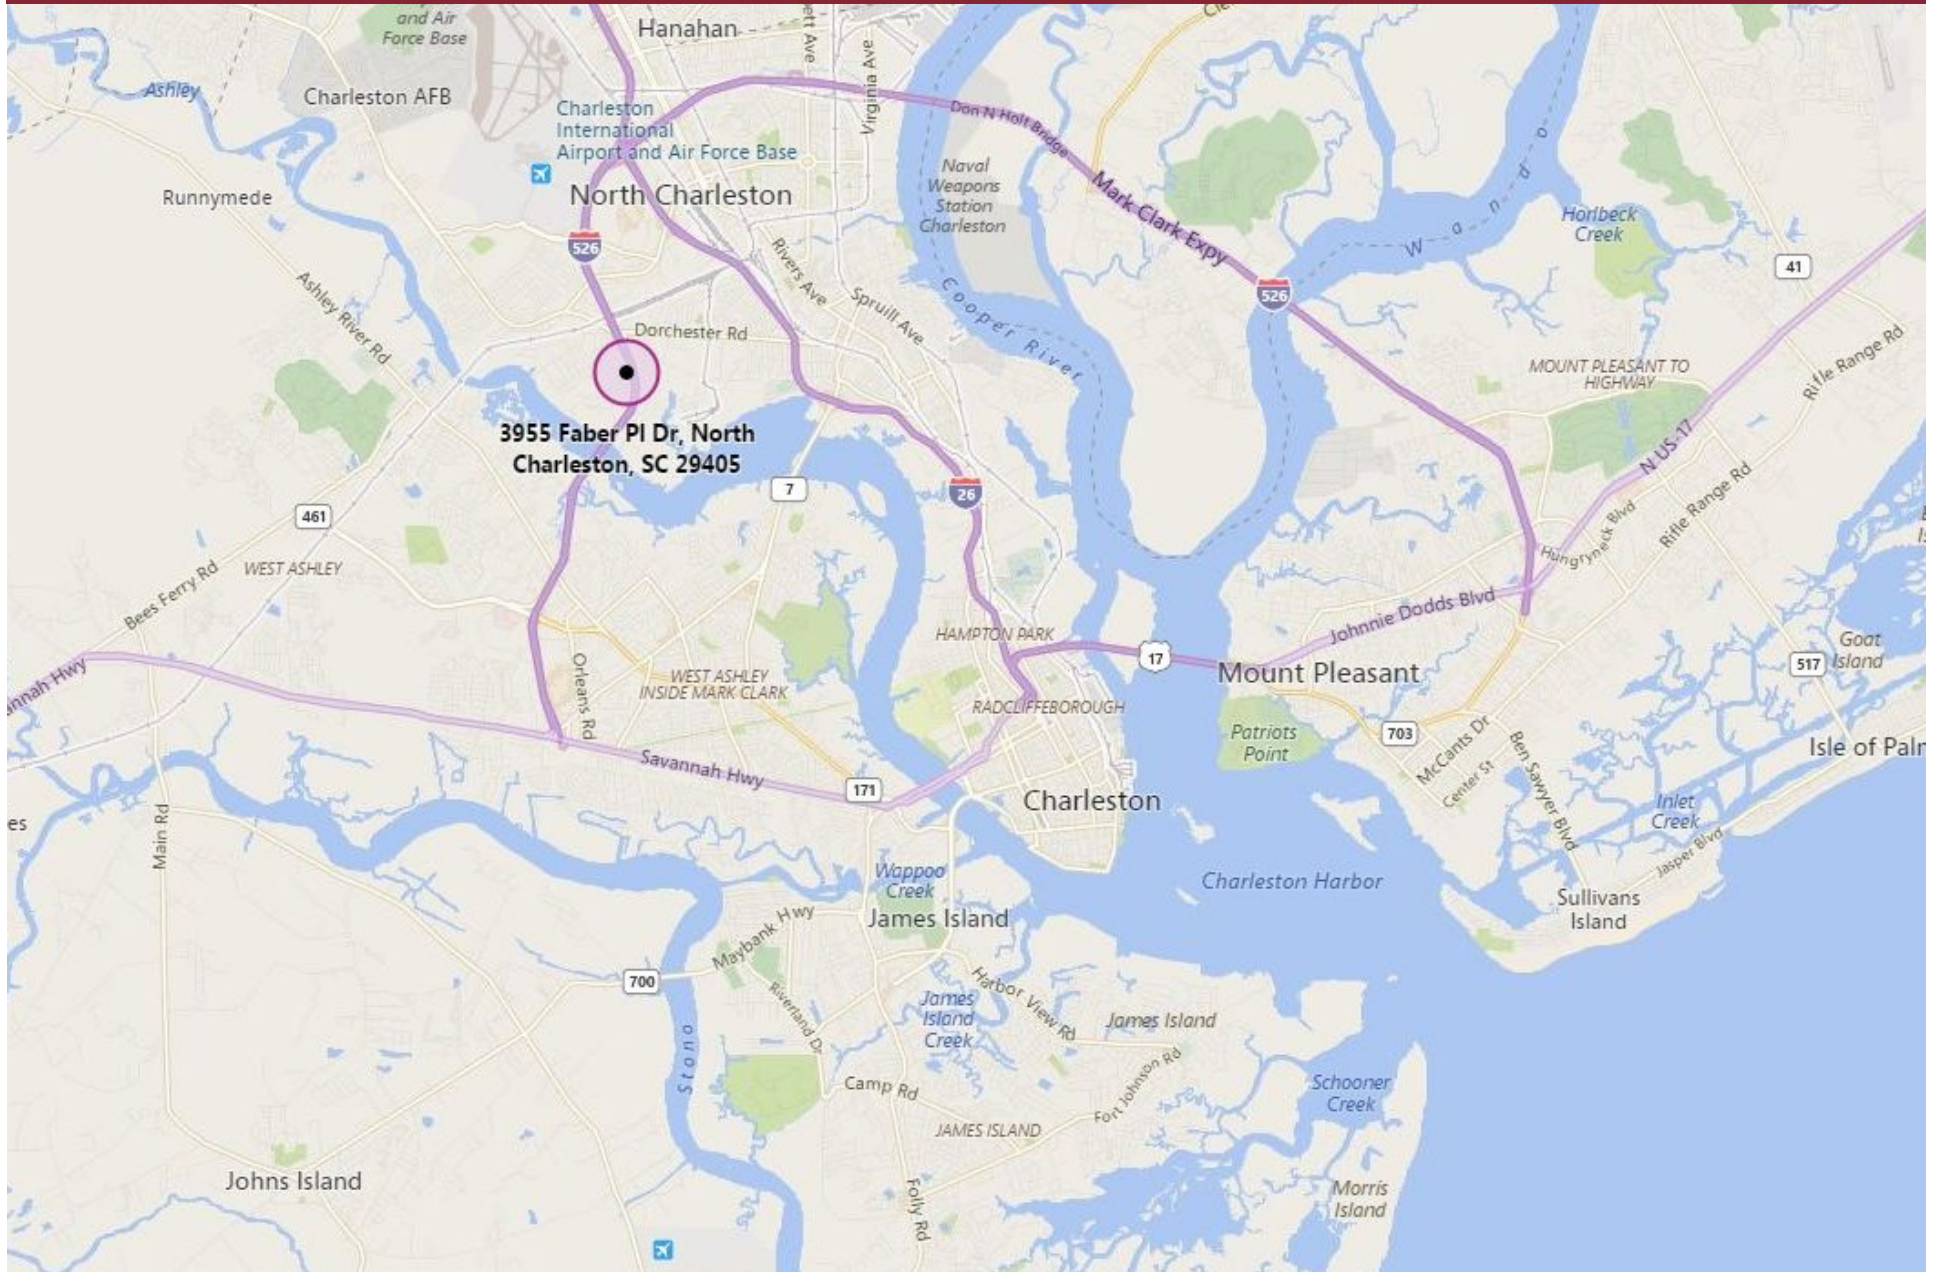 and Air
Force Base
Hanahan
ett Ave
Virginia Ave
Ashley
Charleston AFB
Charleston
International
Airport and Air Force Base
Don N Holt Bridge
Naval
Weapons
Station
Charleston
Mark Clark Expy
Runnymede
North Charleston
Wando
Horlbeck
Creek
526
41
Ashley River Rd
Rivers Ave
Spruill Ave
Cooper River
526
Dorchester Rd
MOUNT PLEASANT TO
HIGHWAY
Rifle Range Rd
3955 Faber Pl Dr, North
Charleston, SC 29405
N US-17
7
26
461
Rifle Range Rd
Hungryneck Blvd
WEST ASHLEY
Bees Ferry Rd
Johnnie Dodds Blvd
HAMPTON PARK
17
Goat
Island
517
annah Hwy
Orleans Rd
WEST ASHLEY
INSIDE MARK CLARK
Mount Pleasant
RADCLIFFEBOROUGH
Patriots
Point
703
McCants Dr
Center St
Ben Sawyer Blvd
Isle of Paln
Savannah Hwy
171
Charleston
Inlet
Creek
es
Main Rd
Jasper Blvd
Wappoo
Creek
Charleston Harbor
Sullivans
Island
James Island
Maybank Hwy
700
Riverland Dr
Harbor View Rd
James
Island
Creek
James Island
Stono
Fort Johnson Rd
Camp Rd
Schooner
Creek
JAMES ISLAND
Johns Island
Folly Rd
Morris
Island